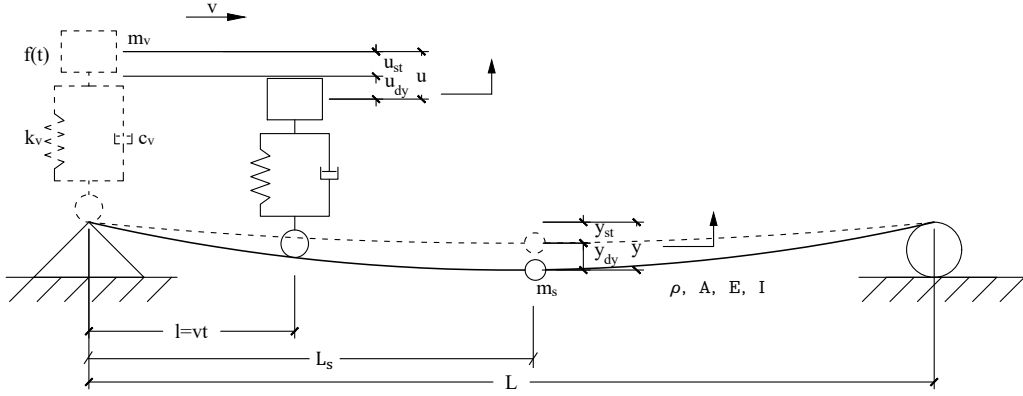 v
m_v
f(t)
u_st
u
u_dy
k_v
c_v
y_st
y_dy
y
m_s
ρ, A, E, I
l=vt
L_s
L